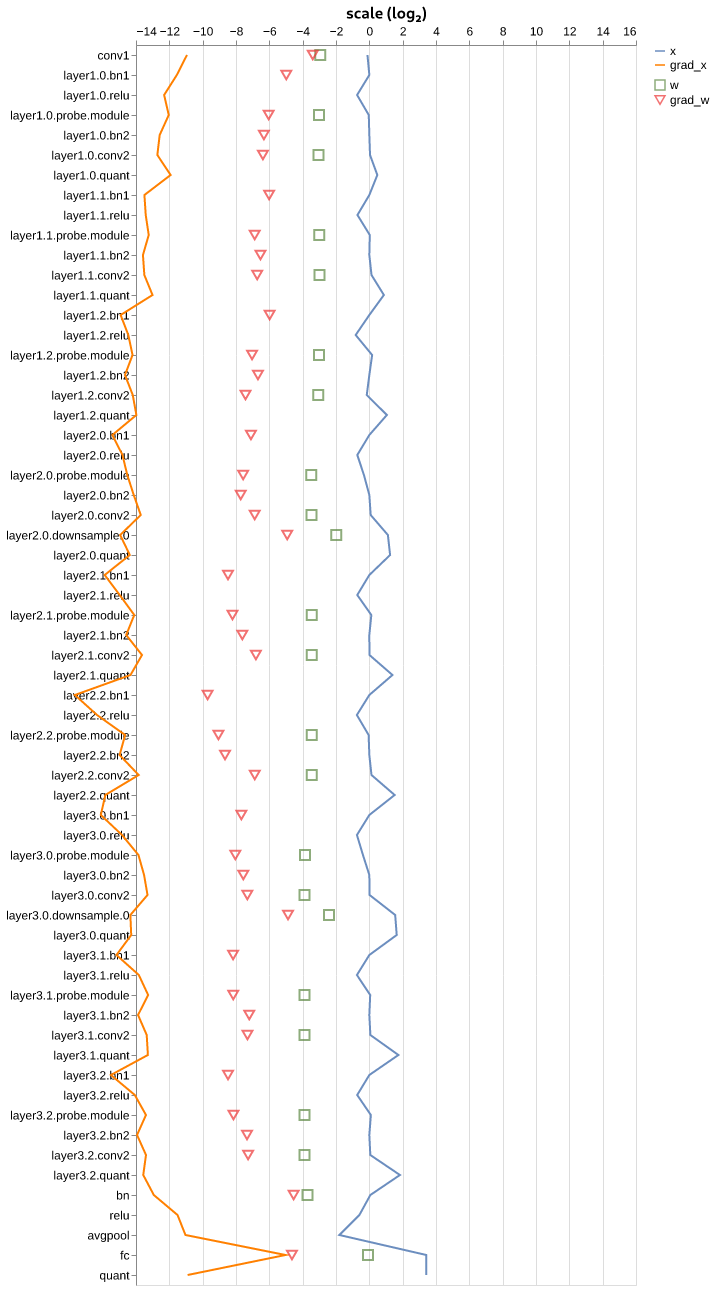 scale (log₂)
−14 −12 −10 −8 −6 −4 −2 0 2 4 6 8 10 12 14 16
x
grad_x
w
grad_w
conv1
layer1.0.bn1
layer1.0.relu
layer1.0.probe.module
layer1.0.bn2
layer1.0.conv2
layer1.0.quant
layer1.1.bn1
layer1.1.relu
layer1.1.probe.module
layer1.1.bn2
layer1.1.conv2
layer1.1.quant
layer1.2.bn1
layer1.2.relu
layer1.2.probe.module
layer1.2.bn2
layer1.2.conv2
layer1.2.quant
layer2.0.bn1
layer2.0.relu
layer2.0.probe.module
layer2.0.bn2
layer2.0.conv2
layer2.0.downsample.0
layer2.0.quant
layer2.1.bn1
layer2.1.relu
layer2.1.probe.module
layer2.1.bn2
layer2.1.conv2
layer2.1.quant
layer2.2.bn1
layer2.2.relu
layer2.2.probe.module
layer2.2.bn2
layer2.2.conv2
layer2.2.quant
layer3.0.bn1
layer3.0.relu
layer3.0.probe.module
layer3.0.bn2
layer3.0.conv2
layer3.0.downsample.0
layer3.0.quant
layer3.1.bn1
layer3.1.relu
layer3.1.probe.module
layer3.1.bn2
layer3.1.conv2
layer3.1.quant
layer3.2.bn1
layer3.2.relu
layer3.2.probe.module
layer3.2.bn2
layer3.2.conv2
layer3.2.quant
bn
relu
avgpool
fc
quant